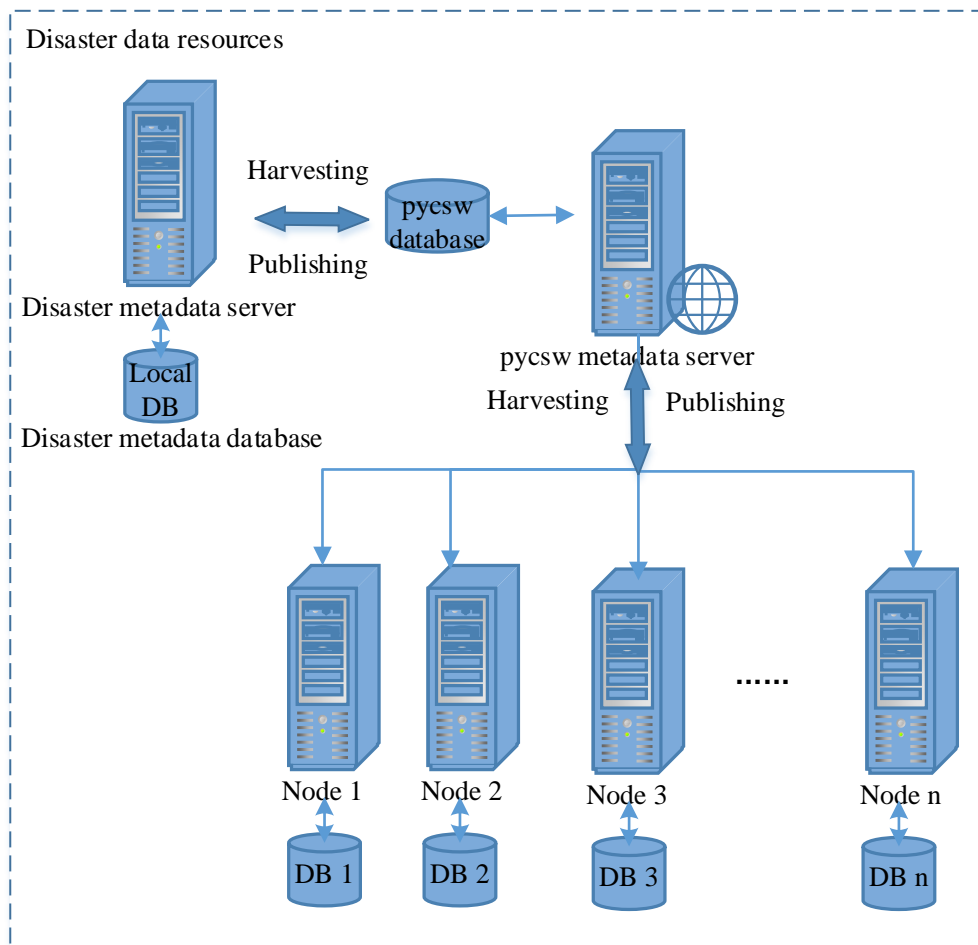 Disaster data resources
Harvesting
pycsw
database
Publishing
Disaster metadata server
pycsw metadata server
Local
DB
Harvesting
Publishing
Disaster metadata database
......
Node 1
Node 2
Node 3
Node n
DB 1
DB 2
DB 3
DB n